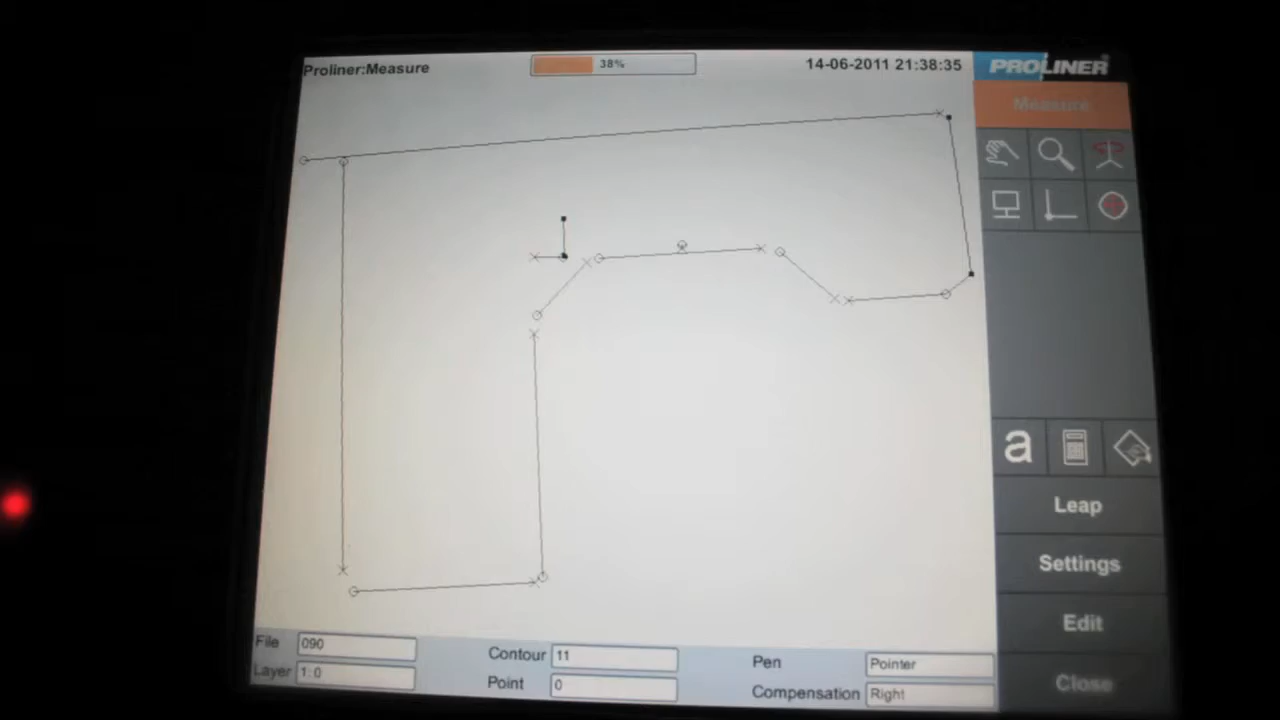 Proliner:Measure
38%
14-06-2011 21:38:35
PROLINER
Measure
a
Leap
Settings
Edit
Close
File 090
Contour 11
Pen Pointer
Layer 1: 0
Point 0
Compensation Right